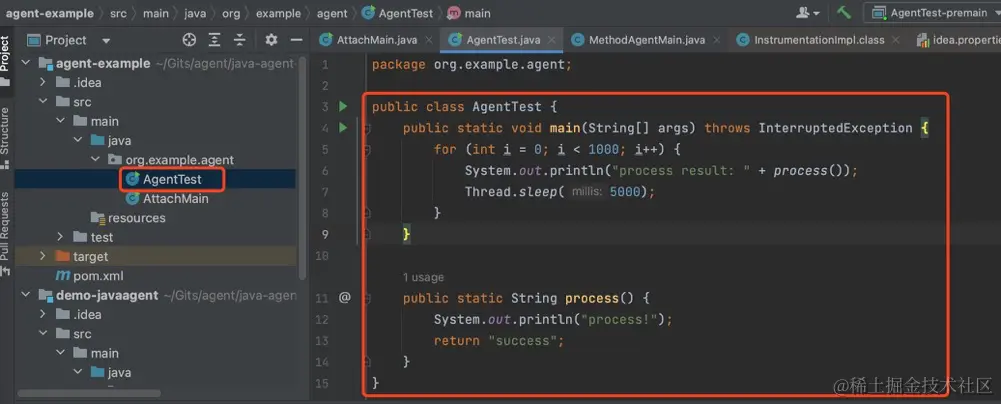 agent-example > src > main > java > org > example > agent > AgentTest > main
AgentTest-premain
Project
Project
AttachMain.java
AgentTest.java
MethodAgentMain.java
InstrumentationImpl.class
idea.properties
Structure
Pull Requests
agent-example ~/Gits/agent/java-agent
.idea
src
main
java
org.example.agent
AgentTest
AttachMain
resources
test
target
pom.xml
demo-javaagent ~/Gits/agent/java-agen
.idea
src
main
java
1 package org.example.agent;
2
3 public class AgentTest {
4 public static void main(String[] args) throws InterruptedException {
5 for (int i = 0; i < 1000; i++) {
6 System.out.println("process result: " + process());
7 Thread.sleep( millis: 5000);
8 }
9 }
10
1 usage
11 @ public static String process() {
12 System.out.println("process!");
13 return "success";
14 }
15 }
@稀土掘金技术社区